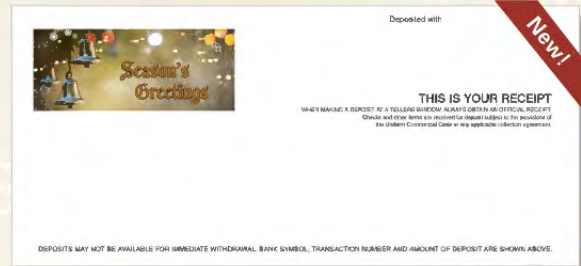 Deposited with
New!
Season's
Greetings
THIS IS YOUR RECEIPT
WHEN MAKING A DEPOSIT AT A TELLERS WINDOW, ALWAYS OBTAIN AN OFFICIAL RECEIPT.
Checks and other items are received for deposit subject to the provisions of
the Uniform Commercial Code or any applicable collection agreement.
DEPOSITS MAY NOT BE AVAILABLE FOR IMMEDIATE WITHDRAWAL. BANK SYMBOL, TRANSACTION NUMBER AND AMOUNT OF DEPOSIT ARE SHOWN ABOVE.